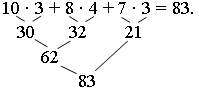 10 · 3 + 8 · 4 + 7 · 3 = 83.
30 32 21
62
83